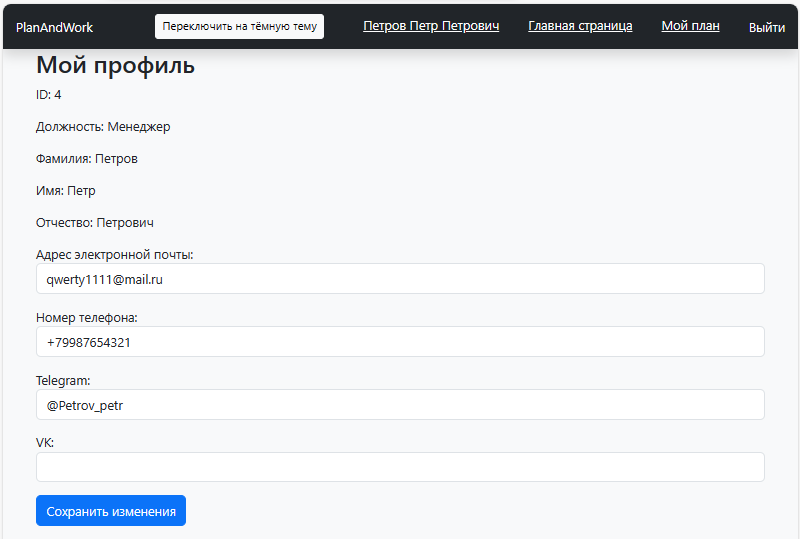 PlanAndWork Переключить на тёмную тему Петров Петр Петрович Главная страница Мой план Выйти
Мой профиль
ID: 4
Должность: Менеджер
Фамилия: Петров
Имя: Петр
Отчество: Петрович
Адрес электронной почты:
qwerty1111@mail.ru
Номер телефона:
+79987654321
Telegram:
@Petrov_petr
VK:
Сохранить изменения